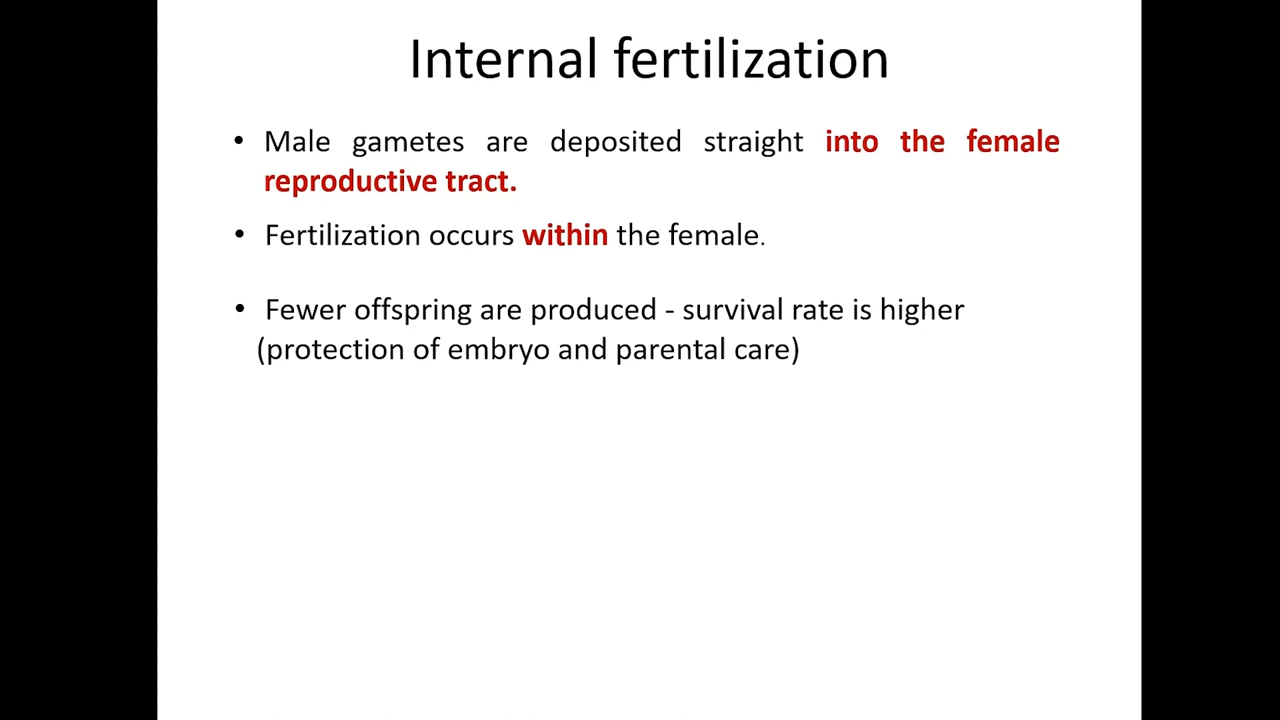 Internal fertilization
• Male gametes are deposited straight into the female
reproductive tract.
• Fertilization occurs within the female.
• Fewer offspring are produced - survival rate is higher
(protection of embryo and parental care)